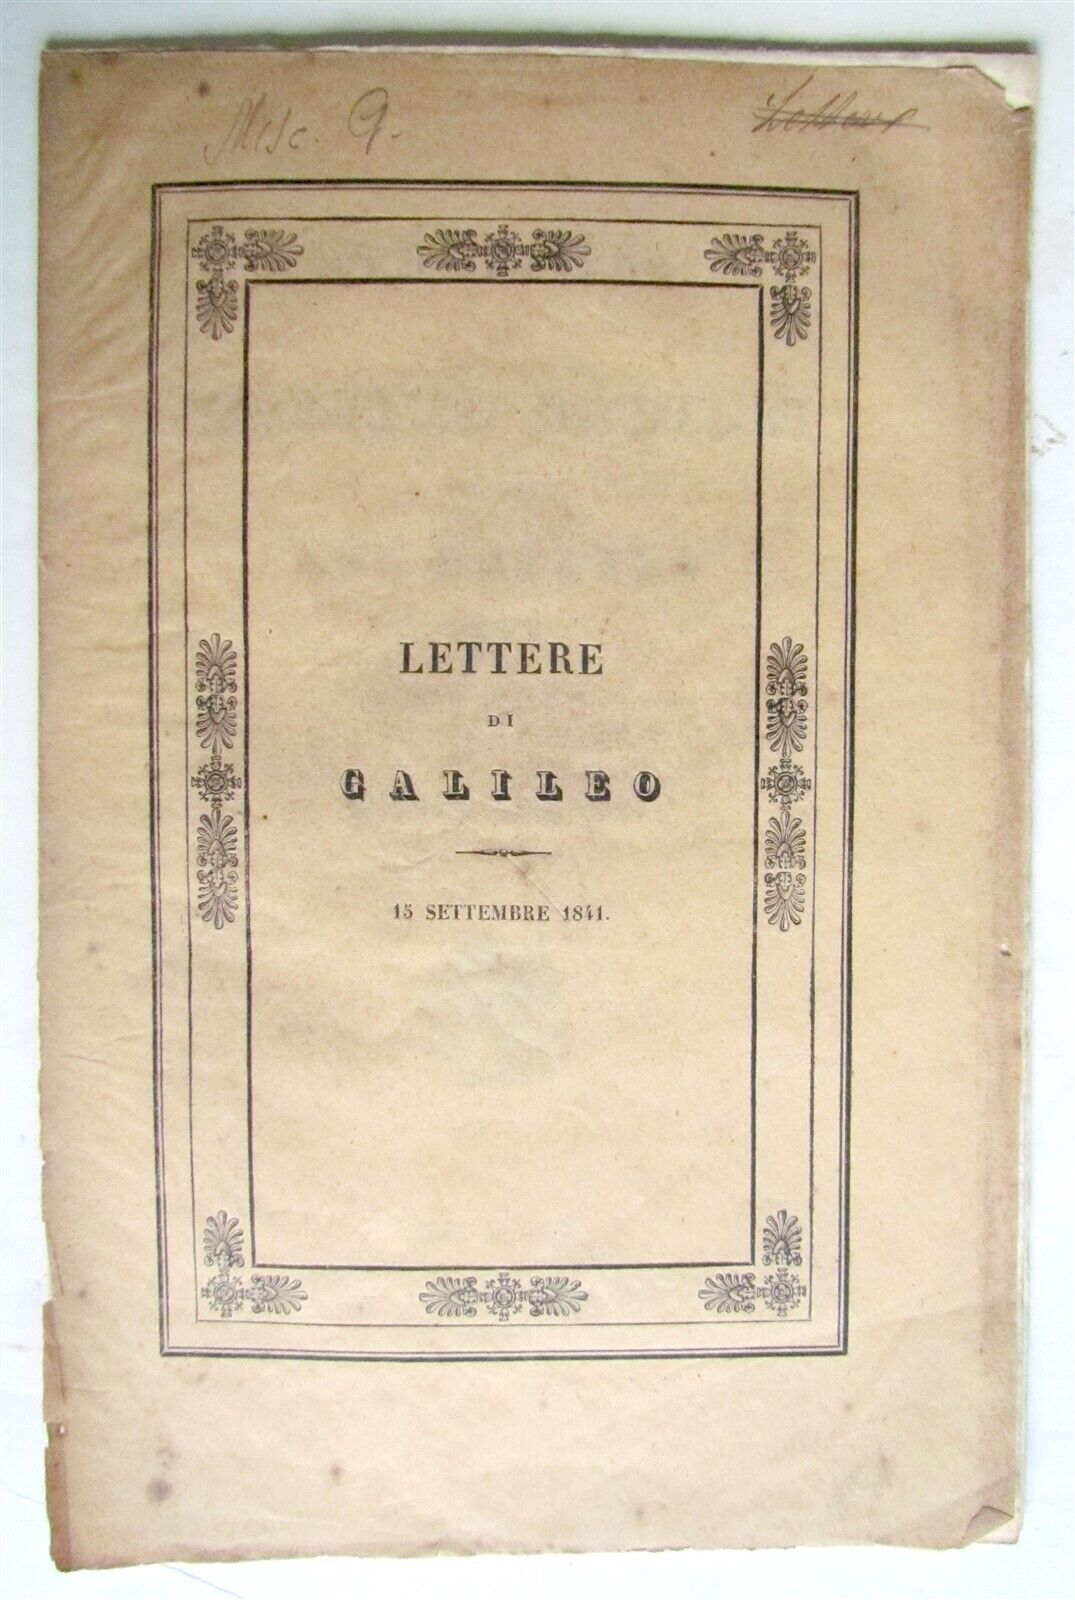 Misc. 9.
LETTERE
DI
GALILEO
15 SETTEMBRE 1841.